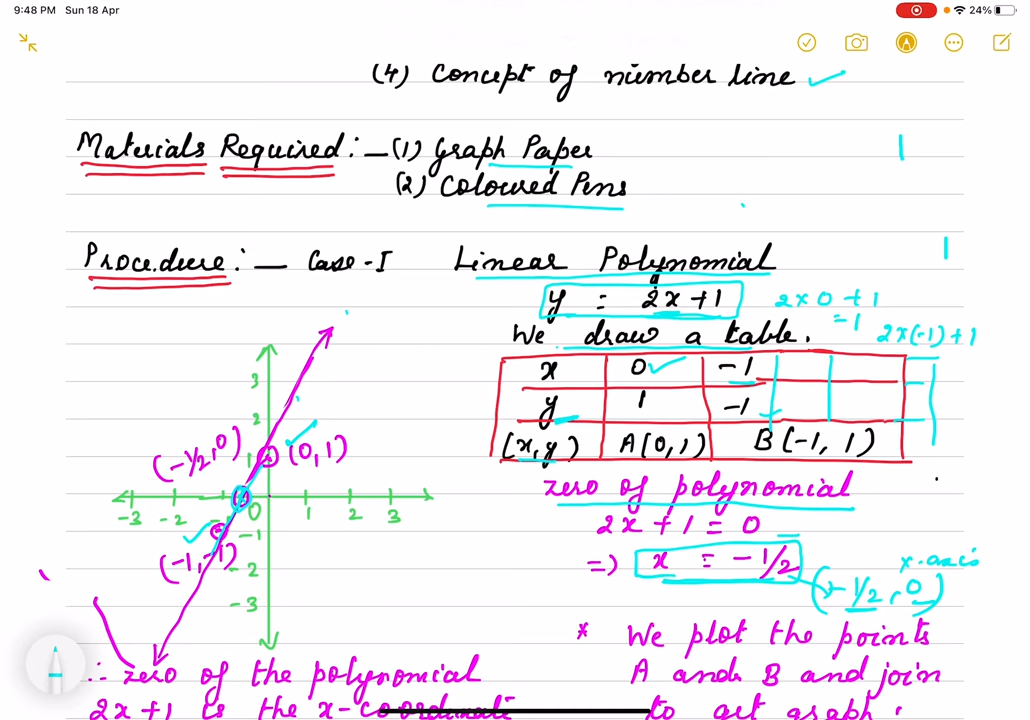 9:48 PM Sun 18 Apr
24%
(4) Concept of number line
Materials Required:- (1) Graph Paper
(2) Coloured Pens
Procedure:- Case-I Linear Polynomial
y = 2x+1
2x0+1
=1
2x(-1)+1
We draw a table.
x 0 -1
y 1 -1
(x,y) A(0,1) B(-1, 1)
zero of polynomial
2x+1=0
=) x = -1/2
x-axis
(-1/2, 0)
3
2
1
(-1/2,0)
(0,1)
-3 -2 0 1 2 3
-1
(-1,-1)
-2
-3
* We plot the points
A and B and join
to get graph.
∴ zero of the polynomial
2x+1 is the x-coordinate